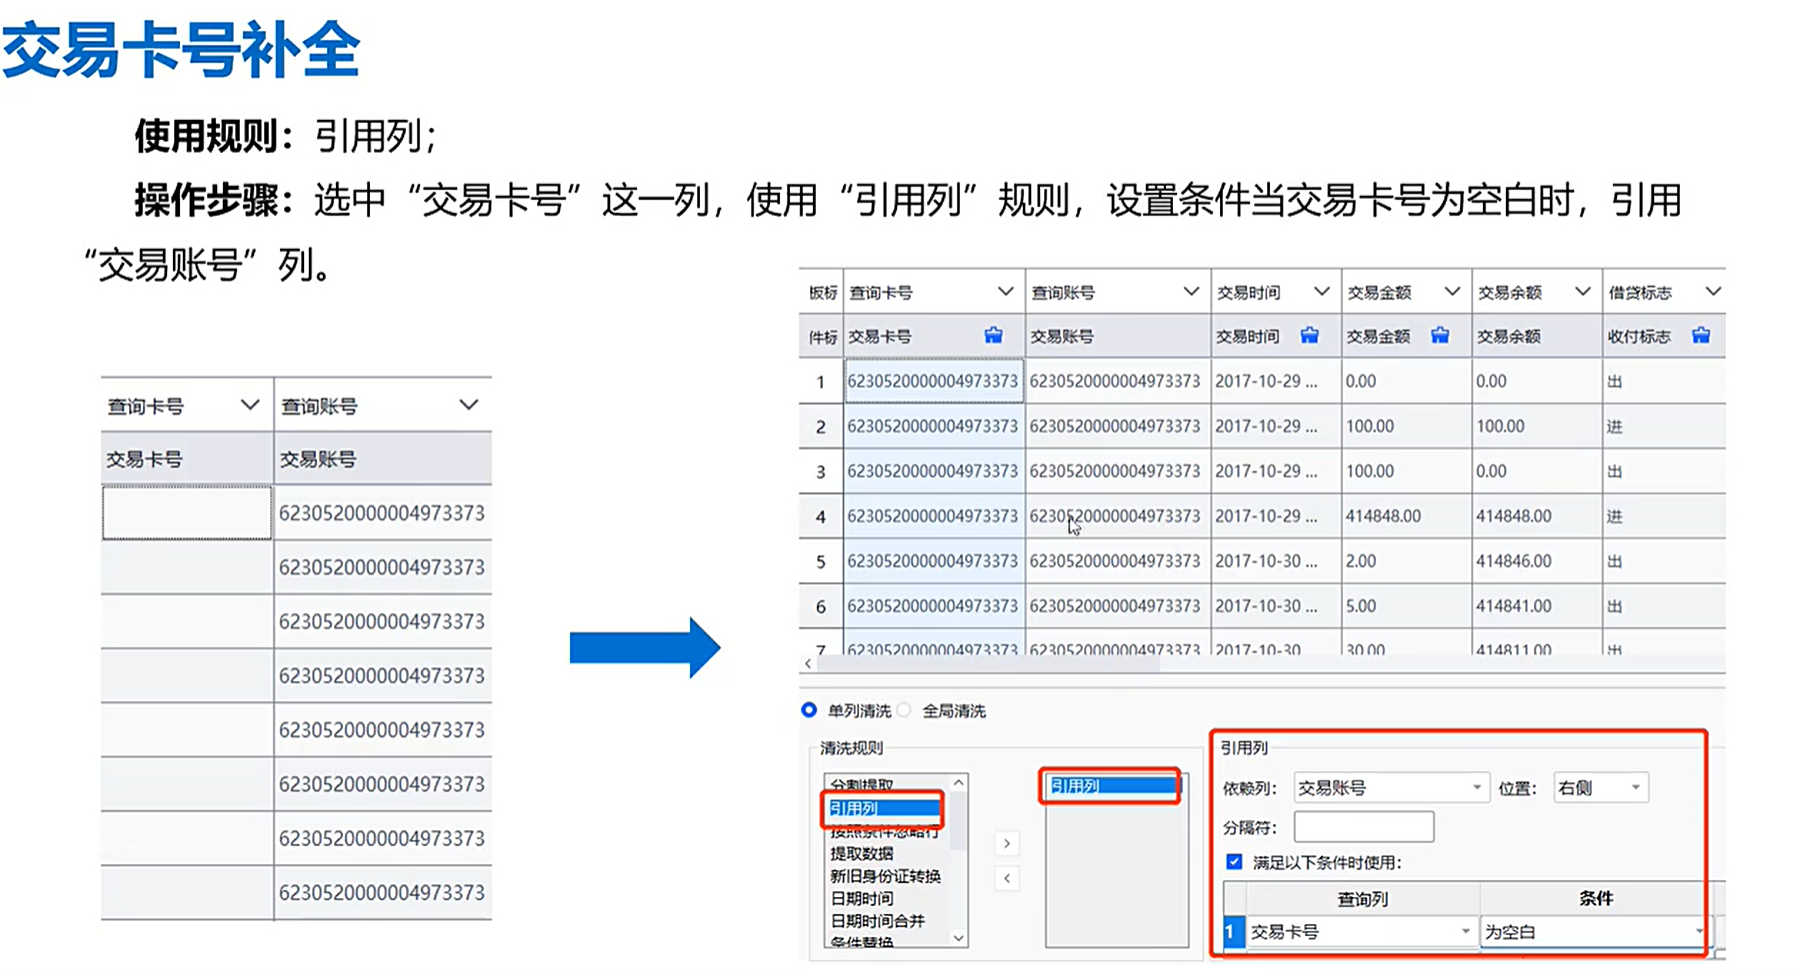 交易卡号补全
使用规则：引用列；
操作步骤：选中“交易卡号”这一列，使用“引用列”规则，设置条件当交易卡号为空白时，引用
“交易账号”列。
查询卡号 查询账号
交易卡号 交易账号
6230520000004973373
6230520000004973373
6230520000004973373
6230520000004973373
6230520000004973373
6230520000004973373
6230520000004973373
6230520000004973373
板标 查询卡号 查询账号 交易时间 交易金额 交易余额 借贷标志
件标 交易卡号 交易账号 交易时间 交易金额 交易余额 收付标志
1 6230520000004973373 6230520000004973373 2017-10-29 ... 0.00 0.00 出
2 6230520000004973373 6230520000004973373 2017-10-29 ... 100.00 100.00 进
3 6230520000004973373 6230520000004973373 2017-10-29 ... 100.00 0.00 出
4 6230520000004973373 6230520000004973373 2017-10-29 ... 414848.00 414848.00 进
5 6230520000004973373 6230520000004973373 2017-10-30 ... 2.00 414846.00 出
6 6230520000004973373 6230520000004973373 2017-10-30 ... 5.00 414841.00 出
7 6230520000004973373 6230520000004973373 2017-10-30 30.00 414811.00 出
单列清洗 全局清洗
清洗规则
分割提取
引用列
按照条件忽略行
提取数据
新旧身份证转换
日期时间
日期时间合并
条件替换
引用列
引用列
依赖列： 交易账号 位置： 右侧
分隔符：
满足以下条件时使用：
查询列 条件
1 交易卡号 为空白